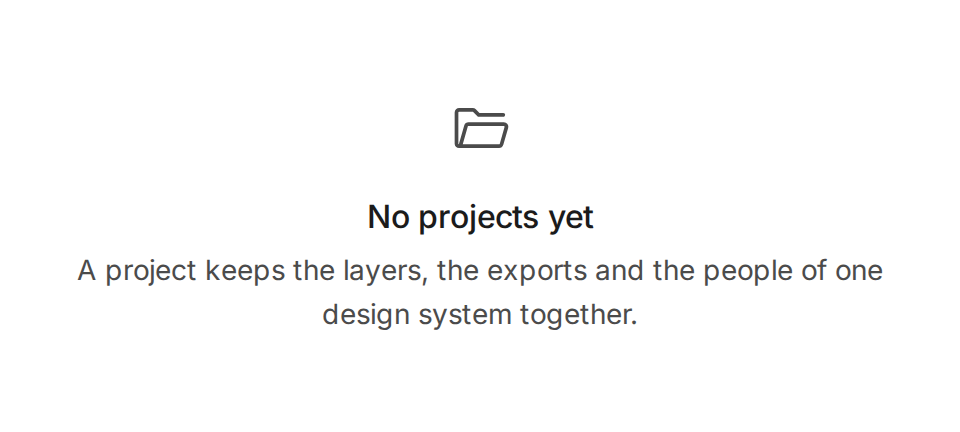 No projects yet
A project keeps the layers, the exports and the people of one
design system together.